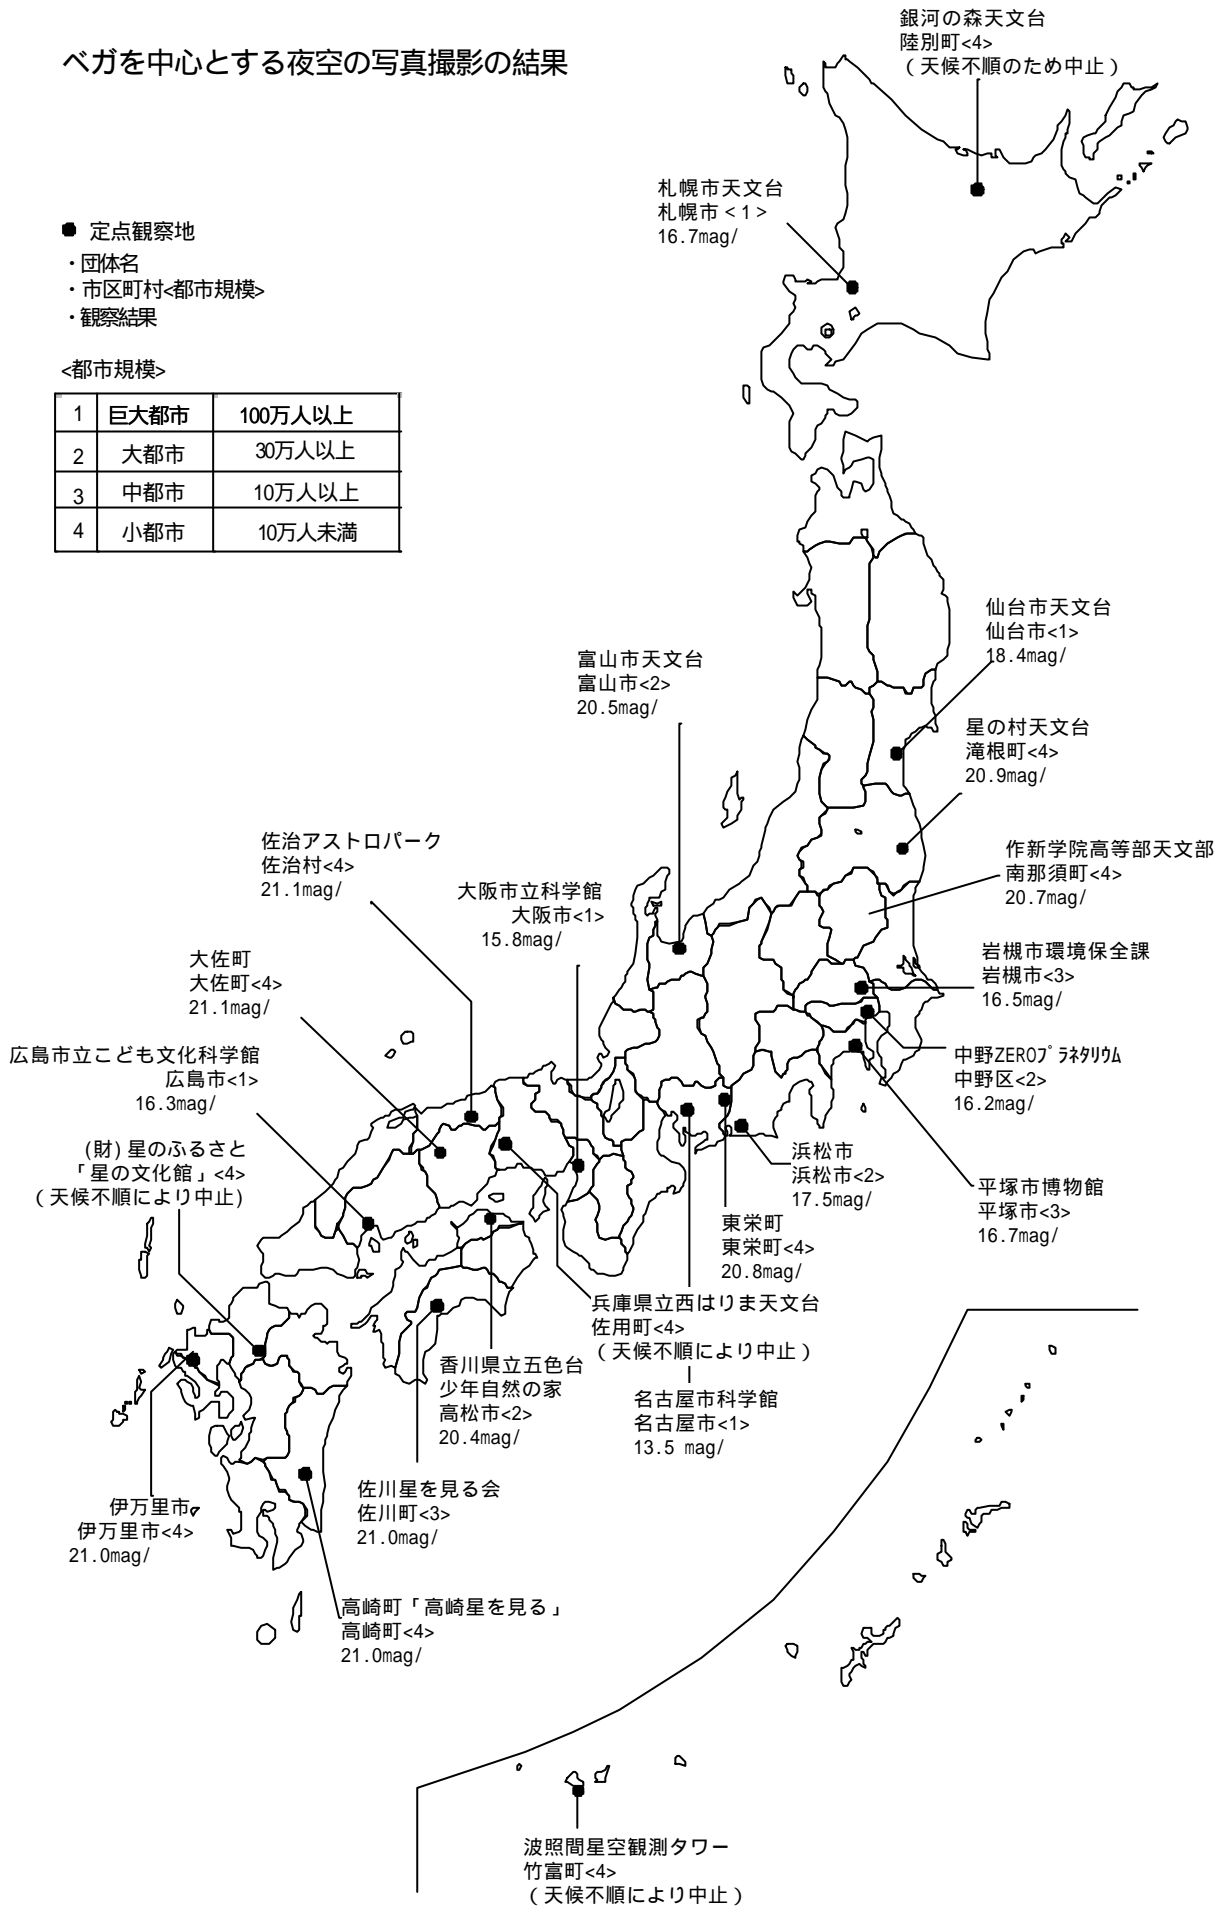 ベガを中心とする夜空の写真撮影の結果
● 定点観察地
・団体名
・市区町村<都市規模>
・観察結果
<都市規模>
1 巨大都市 100万人以上
2 大都市 30万人以上
3 中都市 10万人以上
4 小都市 10万人未満
銀河の森天文台
陸別町<4>
(天候不順のため中止)
札幌市天文台
札幌市<1>
16.7mag/
仙台市天文台
仙台市<1>
18.4mag/
富山市天文台
富山市<2>
20.5mag/
星の村天文台
滝根町<4>
20.9mag/
作新学院高等部天文部
南那須町<4>
20.7mag/
佐治アストロパーク
佐治村<4>
21.1mag/
大阪市立科学館
大阪市<1>
15.8mag/
岩槻市環境保全課
岩槻市<3>
16.5mag/
大佐町
大佐町<4>
21.1mag/
広島市立こども文化科学館
広島市<1>
16.3mag/
中野ZEROプラネタリウム
中野区<2>
16.2mag/
(財)星のふるさと
「星の文化館」<4>
(天候不順により中止)
浜松市
浜松市<2>
17.5mag/
平塚市博物館
平塚市<3>
16.7mag/
東栄町
東栄町<4>
20.8mag/
兵庫県立西はりま天文台
佐用町<4>
(天候不順により中止)
香川県立五色台
少年自然の家
高松市<2>
20.4mag/
名古屋市科学館
名古屋市<1>
13.5 mag/
佐川星を見る会
佐川町<3>
21.0mag/
伊万里市
伊万里市<4>
21.0mag/
高崎町「高崎星を見る」
高崎町<4>
21.0mag/
波照間星空観測タワー
竹富町<4>
(天候不順により中止)